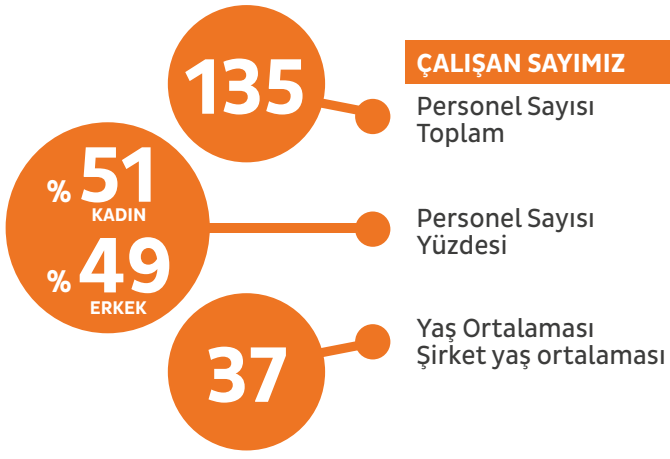 135
ÇALIŞAN SAYIMIZ
Personel Sayısı
Toplam
% 51
KADIN
% 49
ERKEK
Personel Sayısı
Yüzdesi
37
Yaş Ortalaması
Şirket yaş ortalaması